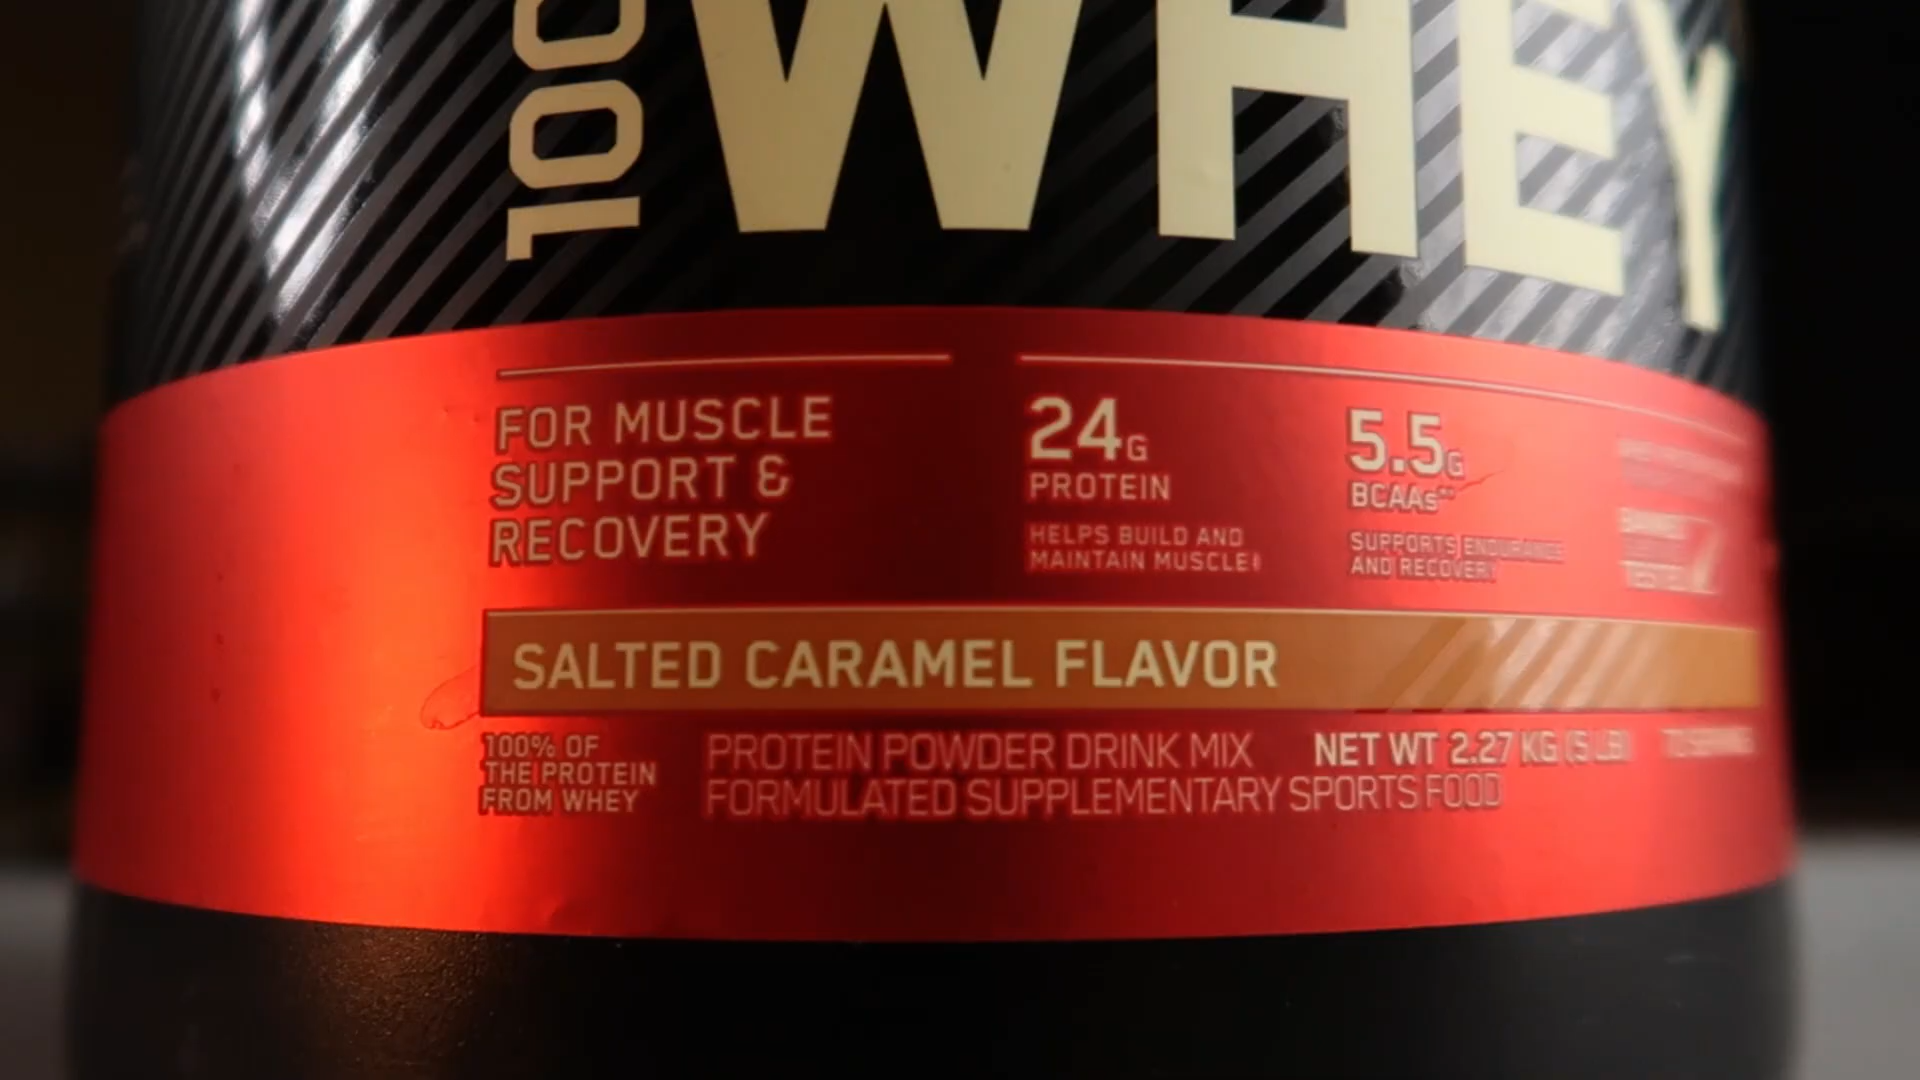 100
WHEY
FOR MUSCLE
SUPPORT &
RECOVERY
24G
PROTEIN
HELPS BUILD AND
MAINTAIN MUSCLE‡
5.5G
BCAAs
SUPPORTS ENDURANCE
AND RECOVERY
BANNED
TESTED
SALTED CARAMEL FLAVOR
100% OF
THE PROTEIN
FROM WHEY
PROTEIN POWDER DRINK MIX
FORMULATED SUPPLEMENTARY SPORTS FOOD
NET WT 2.27 KG (5 LB)